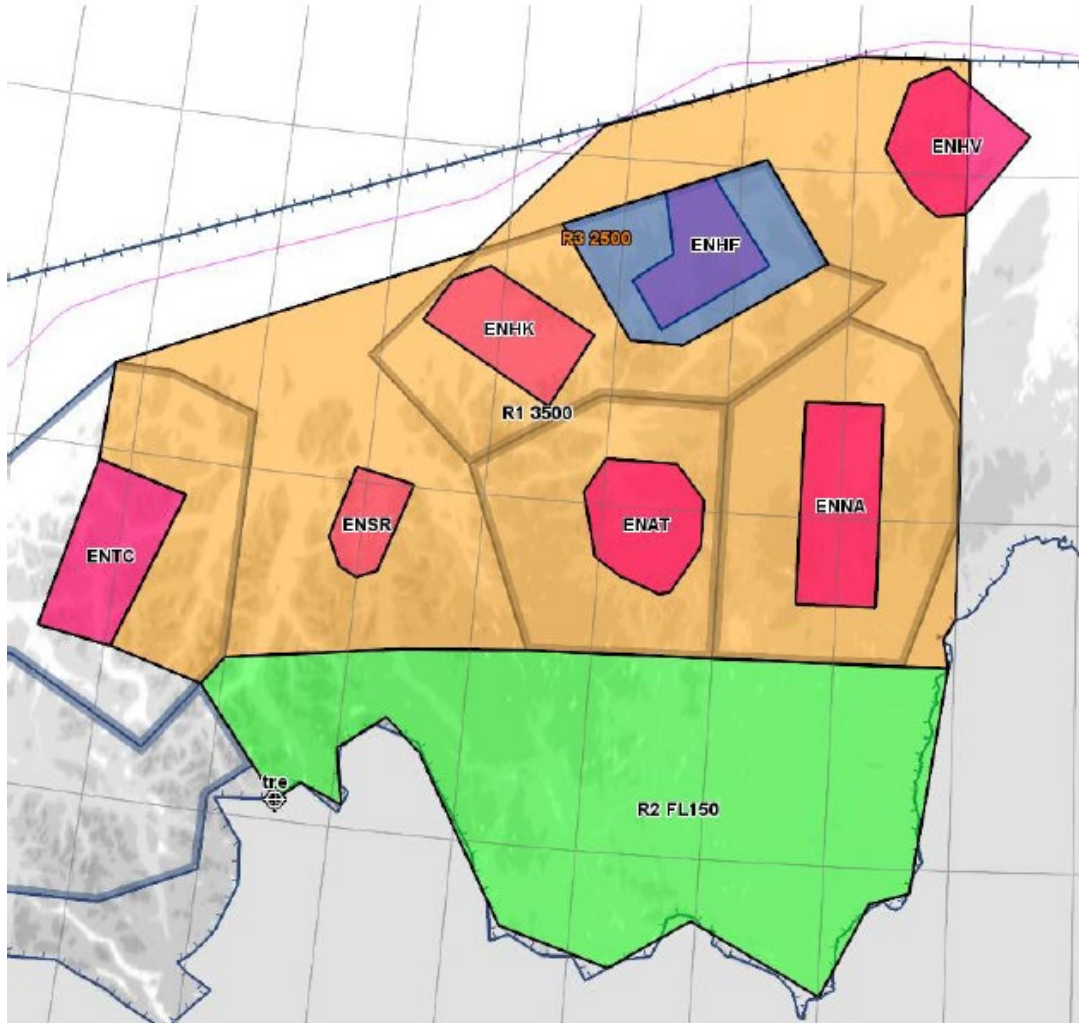 ENHV
R3 2500
ENHF
ENHK
R1 3500
ENSR
ENAT
ENNA
ENTC
tre
R2 FL150